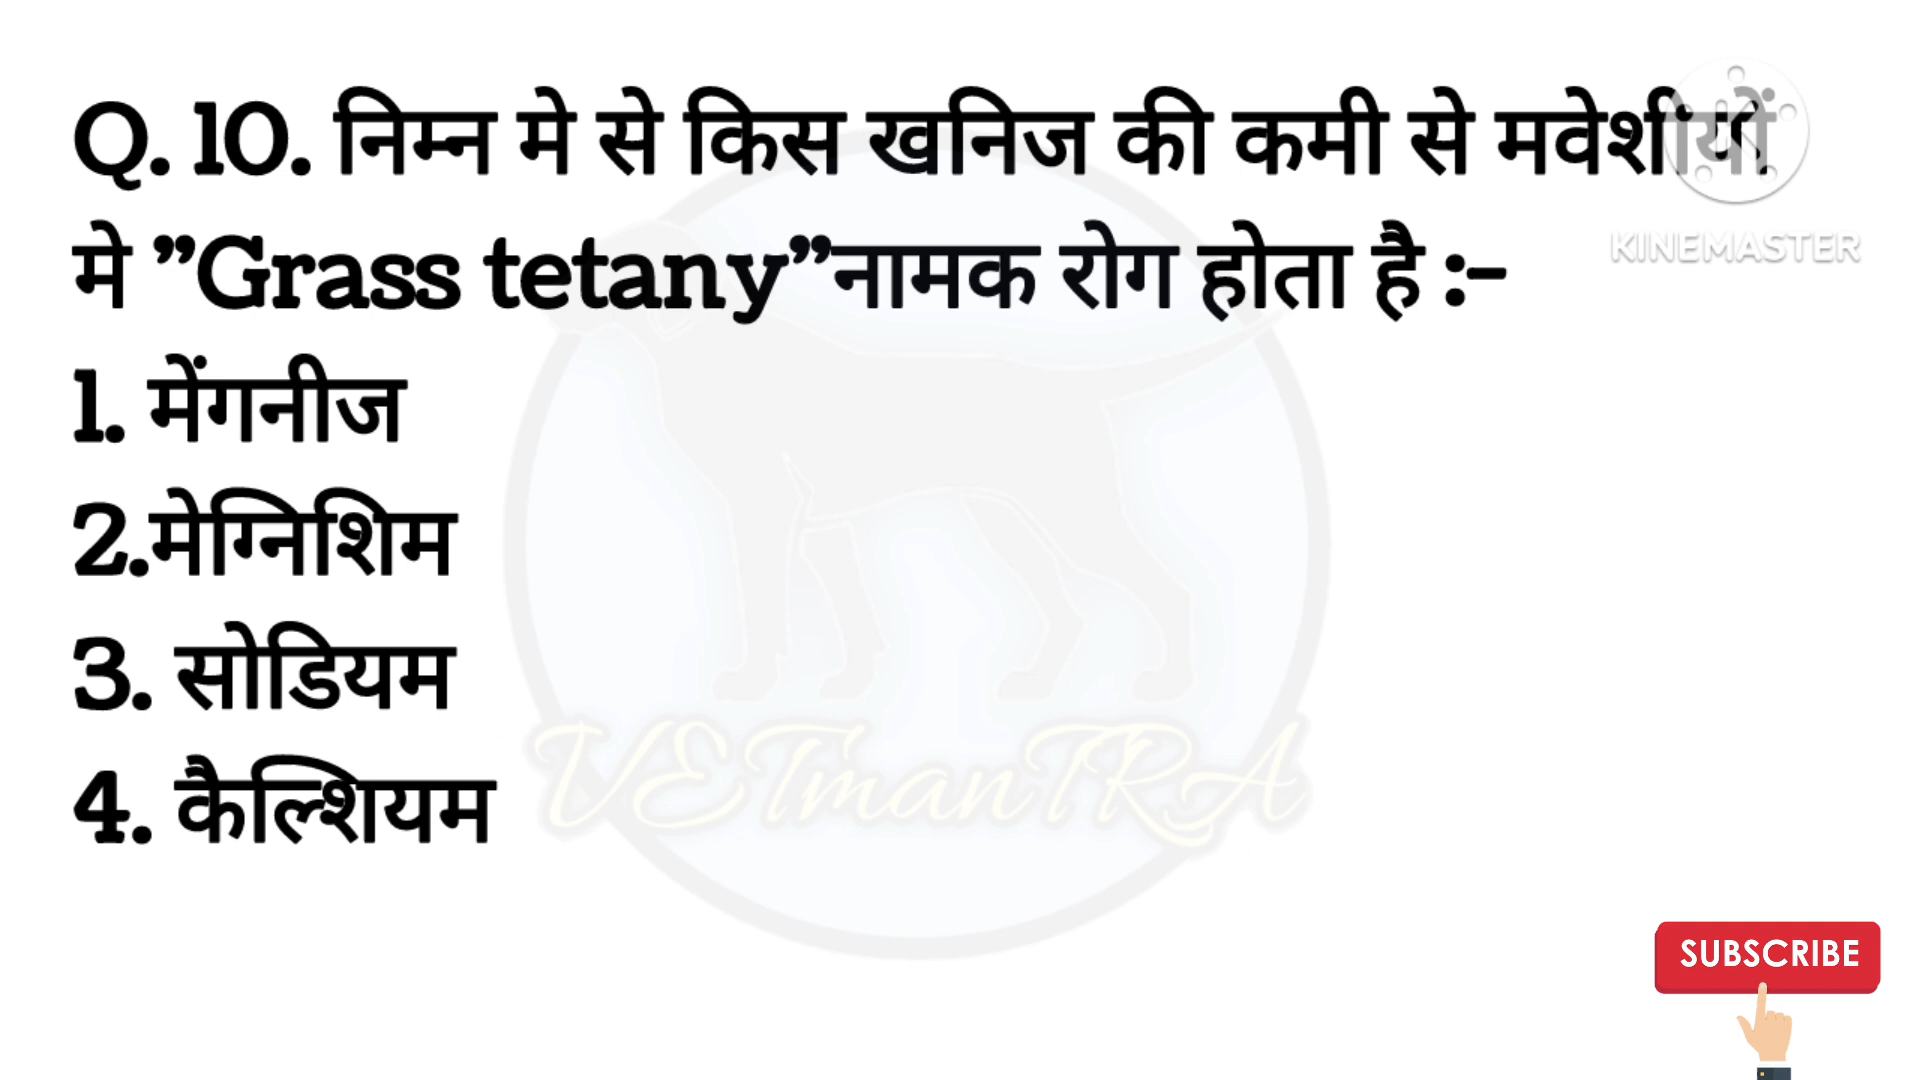 Q. 10. निम्न मे से किस खनिज की कमी से मवेशीयों
मे ”Grass tetany”नामक रोग होता है :-
1. मेंगनीज
2.मेग्निशिम
3. सोडियम
4. कैल्शियम
KINEMASTER
VETmanTRA
SUBSCRIBE